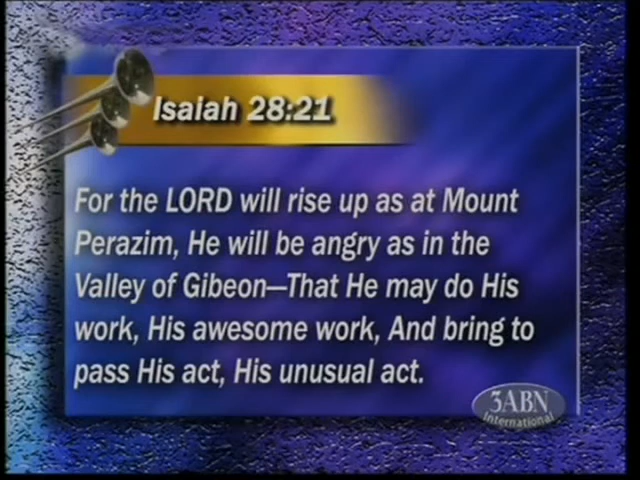 Isaiah 28:21
For the LORD will rise up as at Mount
Perazim, He will be angry as in the
Valley of Gibeon—That He may do His
work, His awesome work, And bring to
pass His act, His unusual act.
3ABN
International